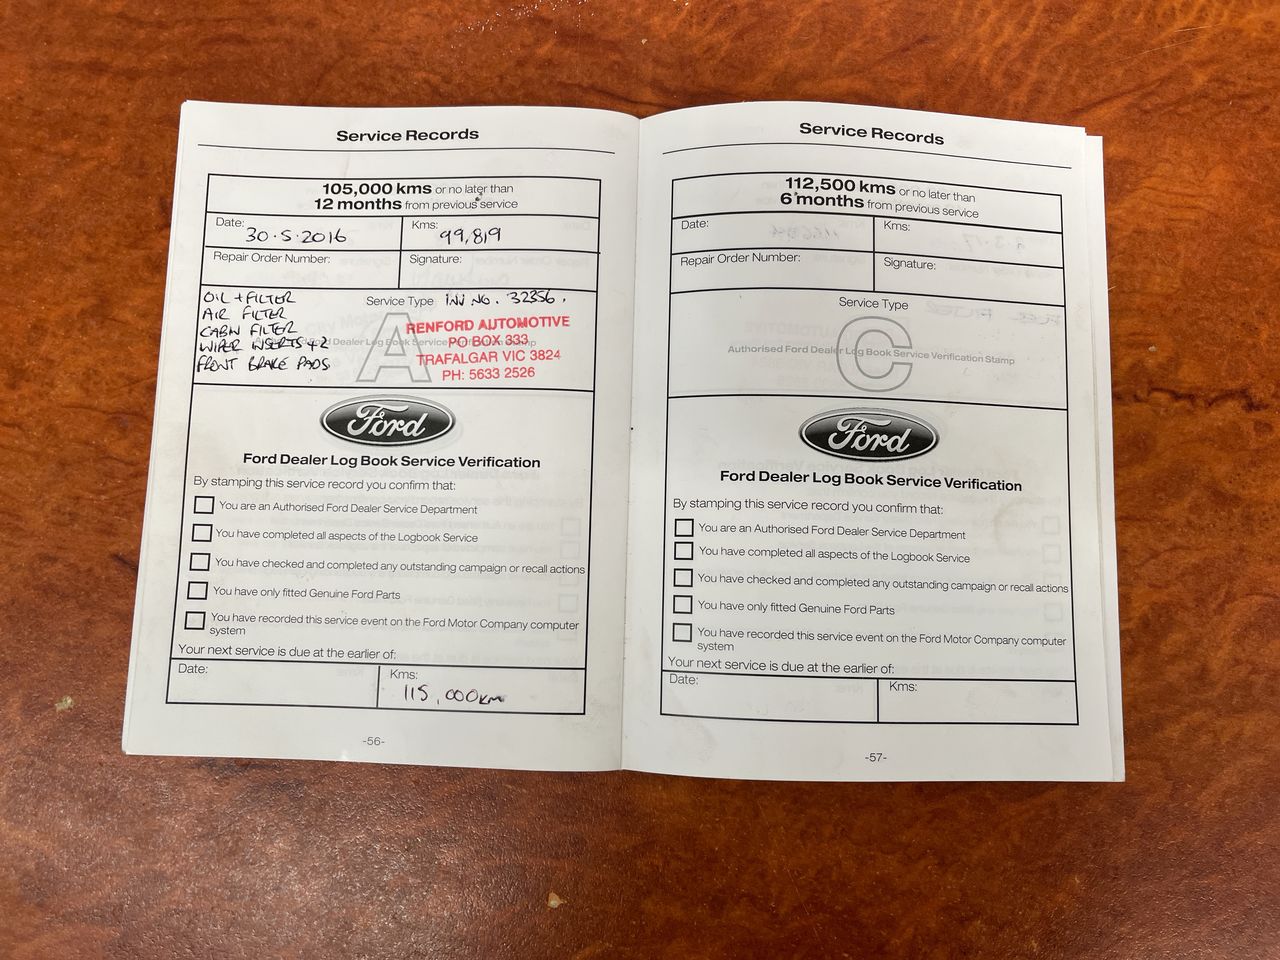 Service Records
105,000 kms or no later than
12 months from previous service
Date: 30.5.2016
Kms: 99,819
Repair Order Number:
Signature:
Service Type INV NO. 32356.
OIL + FILTER
AIR FILTER
CABIN FILTER
WIPER INSERTS x2
FRONT BRAKE PADS
A
Ford Dealer Log Book Service Verification Stamp
RENFORD AUTOMOTIVE
PO BOX 333
TRAFALGAR VIC 3824
PH: 5633 2526
Ford
Ford Dealer Log Book Service Verification
By stamping this service record you confirm that:
You are an Authorised Ford Dealer Service Department
You have completed all aspects of the Logbook Service
You have checked and completed any outstanding campaign or recall actions
You have only fitted Genuine Ford Parts
You have recorded this service event on the Ford Motor Company computer
system
Your next service is due at the earlier of:
Date:
Kms:
115,000km
-56-
Service Records
112,500 kms or no later than
6 months from previous service
Date:
Kms:
Repair Order Number:
Signature:
Service Type
C
Authorised Ford Dealer Log Book Service Verification Stamp
Ford
Ford Dealer Log Book Service Verification
By stamping this service record you confirm that:
You are an Authorised Ford Dealer Service Department
You have completed all aspects of the Logbook Service
You have checked and completed any outstanding campaign or recall actions
You have only fitted Genuine Ford Parts
You have recorded this service event on the Ford Motor Company computer
system
Your next service is due at the earlier of:
Date:
Kms:
-57-